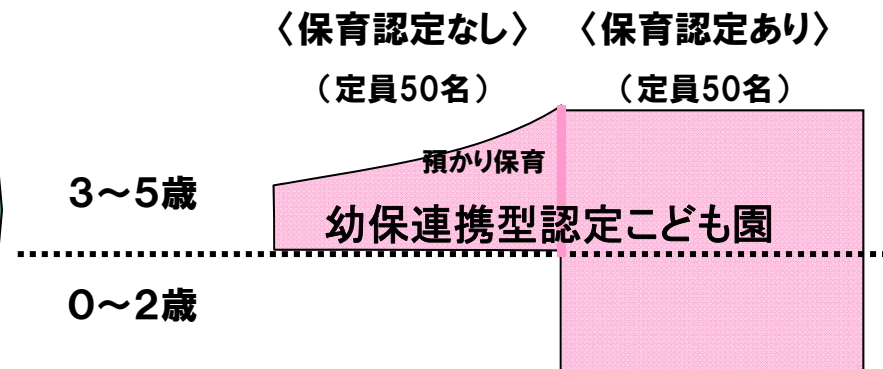 〈保育認定なし〉 〈保育認定あり〉
（定員50名） （定員50名）
預かり保育
3～5歳
幼保連携型認定こども園
0～2歳